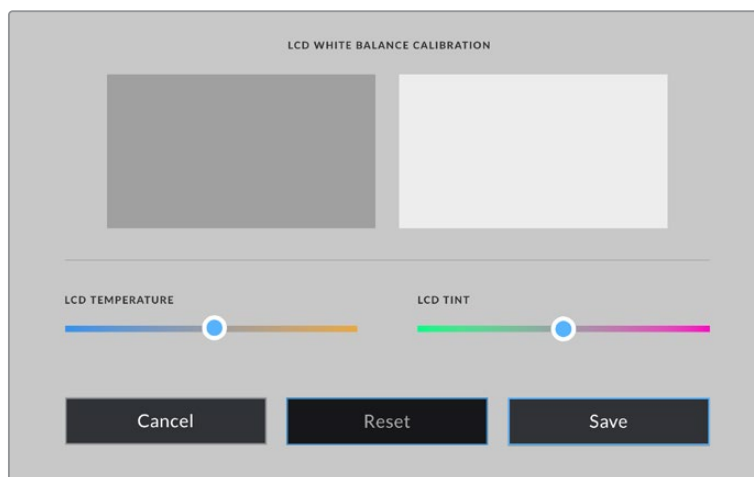 LCD WHITE BALANCE CALIBRATION
LCD TEMPERATURE
LCD TINT
Cancel
Reset
Save